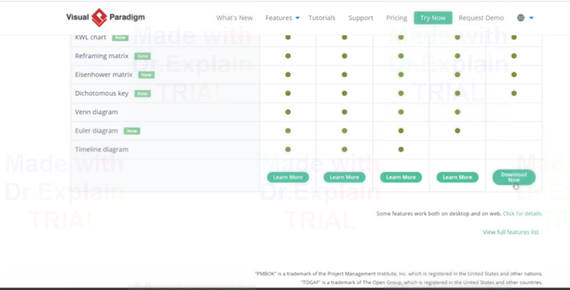 Visual Paradigm What's New Features Tutorials Support Pricing Try Now Request Demo
KWL chart New
Reframing matrix New
Eisenhower matrix New
Dichotomous key New
Venn diagram
Euler diagram New
Timeline diagram
Learn More Learn More Learn More Learn More Download Now
Made with Dr.Explain TRIAL
Some features work both on desktop and on web. Click for details.
View full features list
"PMBOK" is a trademark of the Project Management Institute, Inc. which is registered in the United States and other nations.
"TOGAF" is a trademark of The Open Group, which is registered in the United States and other countries.